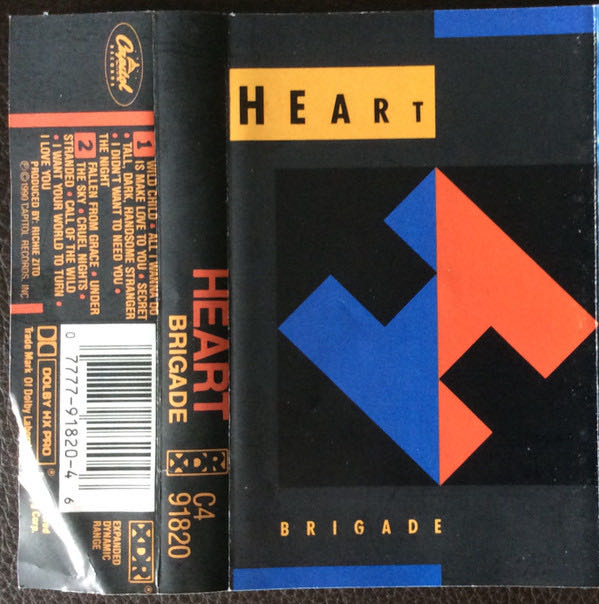 HEART
BRIGADE
HEART
BRIGADE
XDR
C4
91820
Capitol
RECORDS
1 WILD CHILD • ALL I WANNA DO
IS MAKE LOVE TO YOU • SECRET
• TALL, DARK, HANDSOME STRANGER
• I DIDN'T WANT TO NEED YOU •
THE NIGHT
2 FALLEN FROM GRACE • UNDER
THE SKY • CRUEL NIGHTS •
STRANDED • CALL OF THE WILD
• I WANT YOUR WORLD TO TURN •
I LOVE YOU
PRODUCED BY: RICHIE ZITO
℗©1990 CAPITOL RECORDS, INC.
0 7777-91820-4 6
DOLBY HX PRO
Trade Mark Of Dolby
Corp.
XDR
EXPANDED
DYNAMIC
RANGE